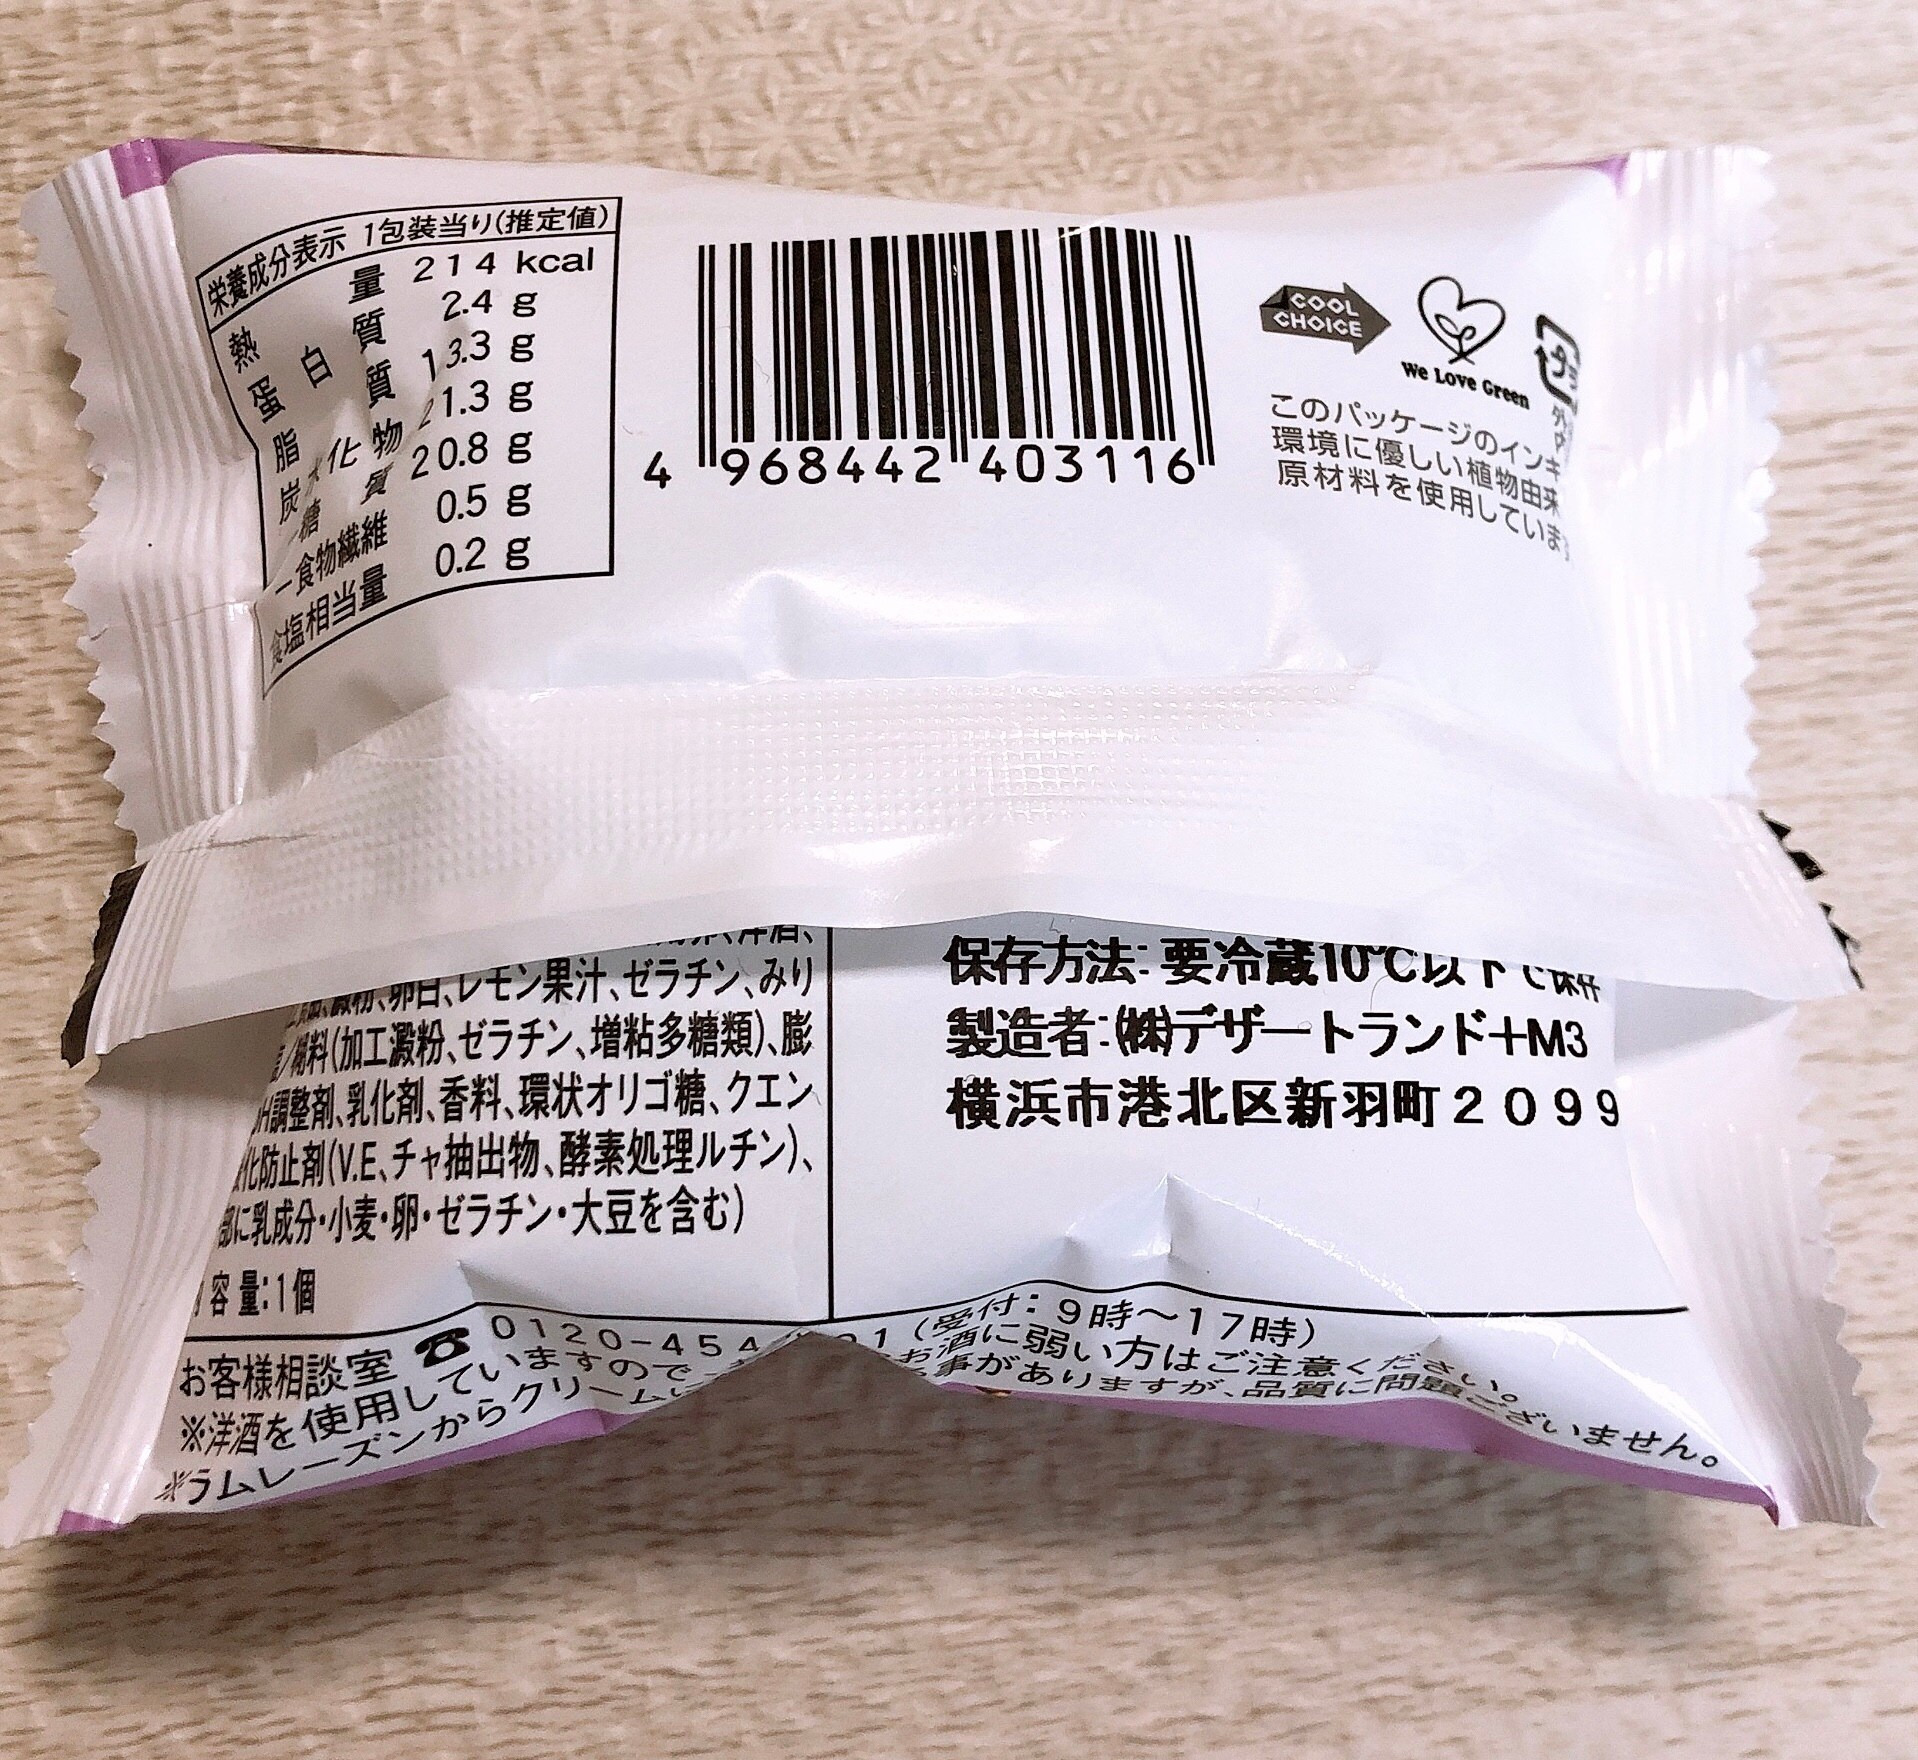 栄養成分表示 1包装当り(推定値)
熱量 214 kcal
蛋白質 2.4 g
脂質 13.3 g
炭水化物 21.3 g
－糖質 20.8 g
－食物繊維 0.5 g
食塩相当量 0.2 g
4 968442 403116
COOL
CHOICE
We Love Green
このパッケージのインキ
環境に優しい植物由来
原材料を使用していま
洋酒、
澱粉、卵白、レモン果汁、ゼラチン、みり
糊料(加工澱粉、ゼラチン、増粘多糖類)、膨
調整剤、乳化剤、香料、環状オリゴ糖、クエン
化防止剤(V.E、チャ抽出物、酵素処理ルチン)、
部に乳成分・小麦・卵・ゼラチン・大豆を含む)
容量:1個
保存方法:要冷蔵10℃以下で保存
製造者:(株)デザートランド+M3
横浜市港北区新羽町2099
お客様相談室 ☎ 0120-454 21 (受付:9時～17時)
※洋酒を使用していますので お酒に弱い方はご注意ください。
※ラムレーズンからクリーム 事がありますが、品質に問題ございません。